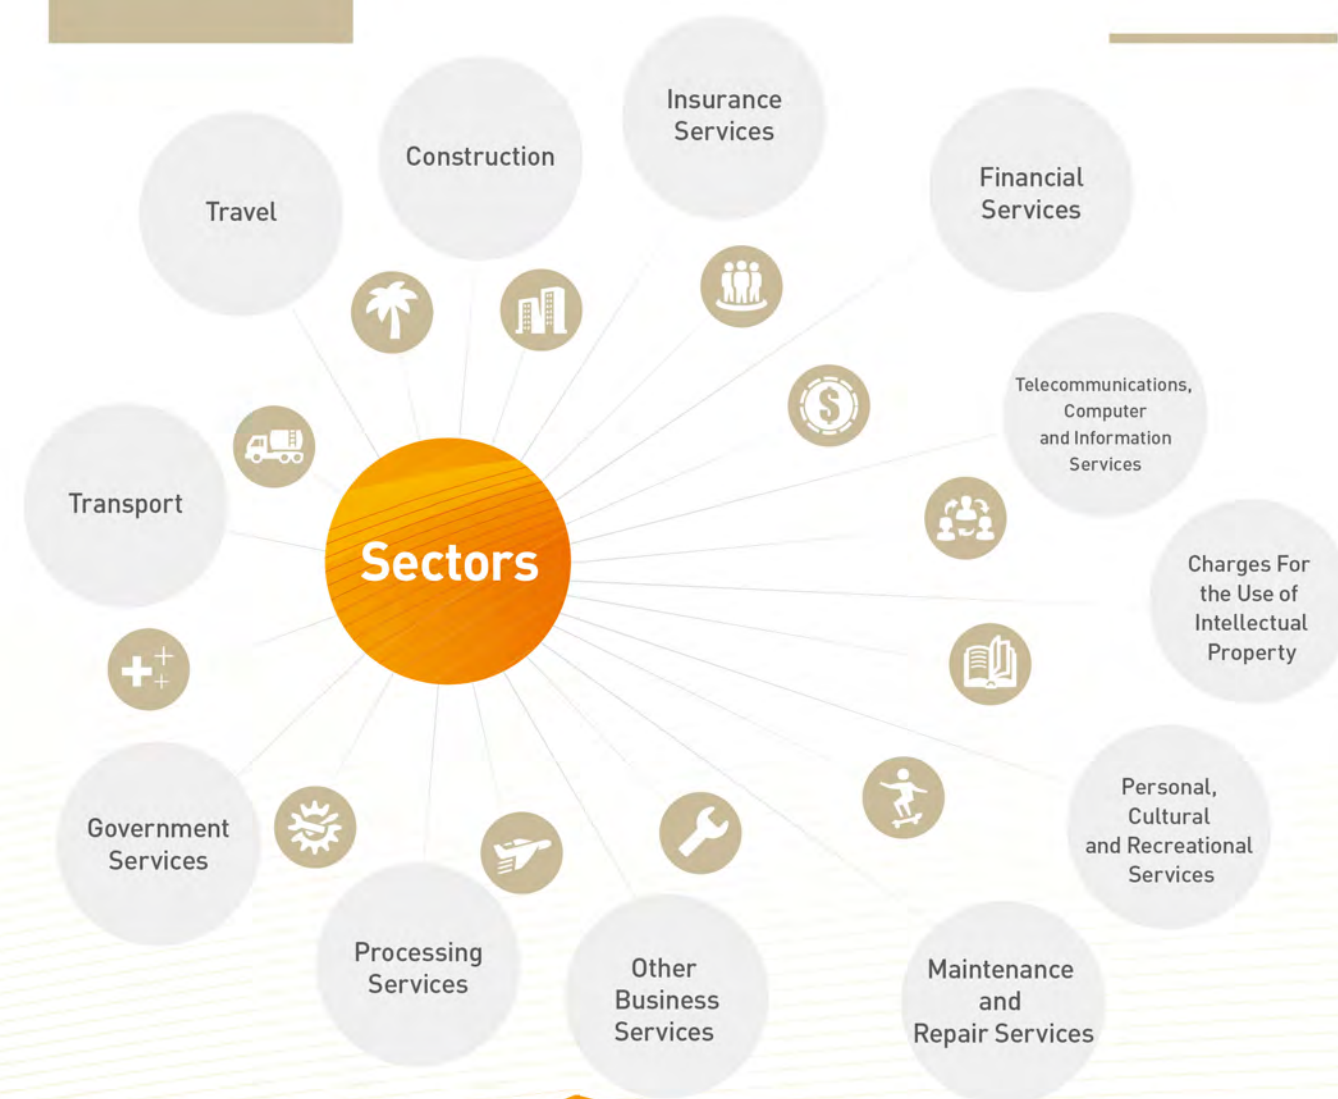 Insurance
Services
Construction
Financial
Services
Travel
Telecommunications,
Computer
and Information
Services
Transport
Sectors
Charges For
the Use of
Intellectual
Property
Personal,
Cultural
and Recreational
Services
Government
Services
Processing
Services
Other
Business
Services
Maintenance
and
Repair Services
$